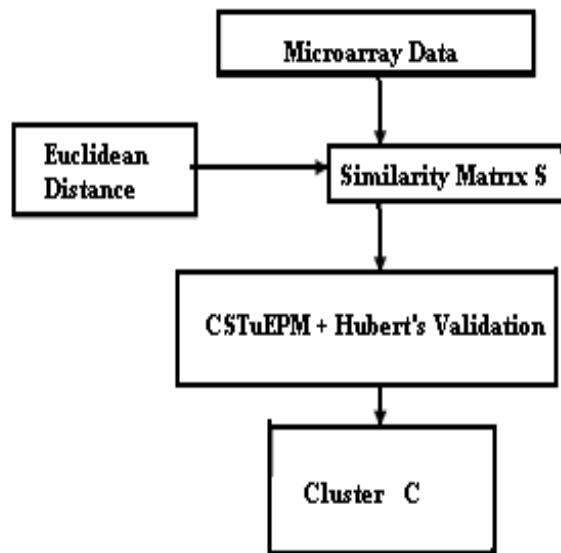 Microarray Data
Euclidean
Distance
Similarity Matrix S
CSTuEPM + Hubert's Validation
Cluster C